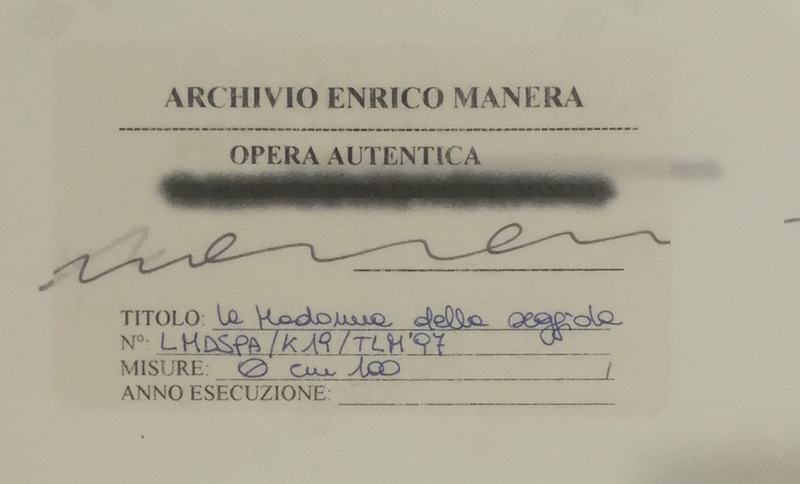 ARCHIVIO ENRICO MANERA
OPERA AUTENTICA
TITOLO: la Madonna della seggiola
N°: LMDSPA/K19/TLM'97
MISURE: Ø cm 100 /
ANNO ESECUZIONE: